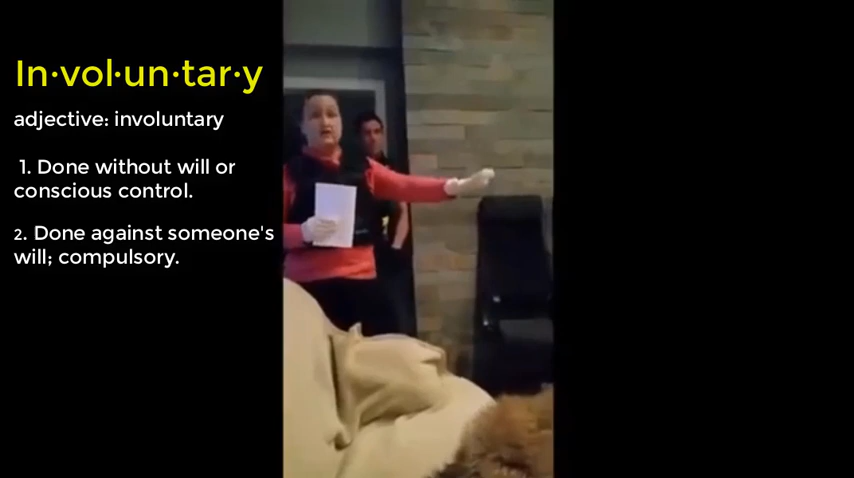 In·vol·un·tar·y
adjective: involuntary
1. Done without will or
conscious control.
2. Done against someone's
will; compulsory.